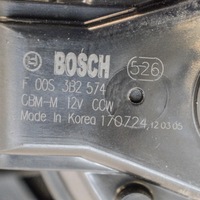 BOSCH 526
F 00S 3B2 574
CBM-M 12V CCW
Made In Korea 170724, 12:03:05